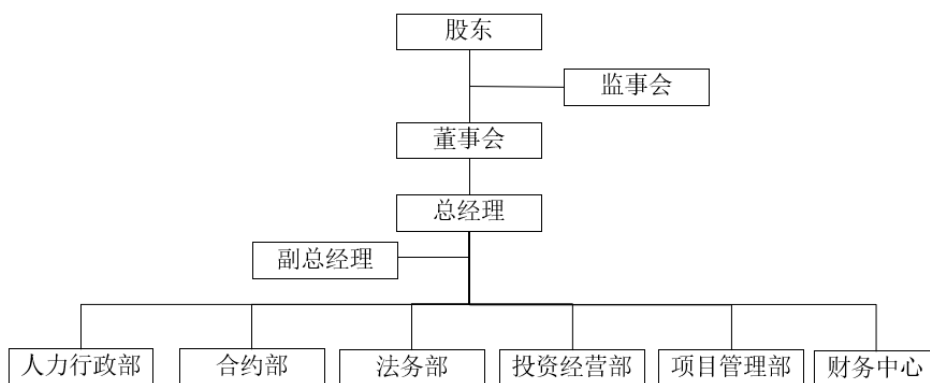 股东
监事会
董事会
总经理
副总经理
人力行政部 合约部 法务部 投资经营部 项目管理部 财务中心